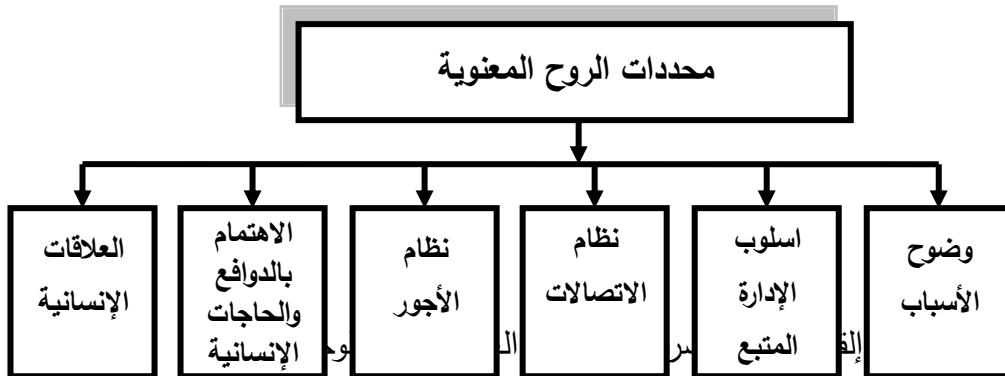 محددات الروح المعنوية
وضوح
الأسباب
اسلوب
الإدارة
المتبع
نظام
الاتصالات
نظام
الأجور
الاهتمام
بالدوافع
والحاجات
الإنسانية
العلاقات
الإنسانية